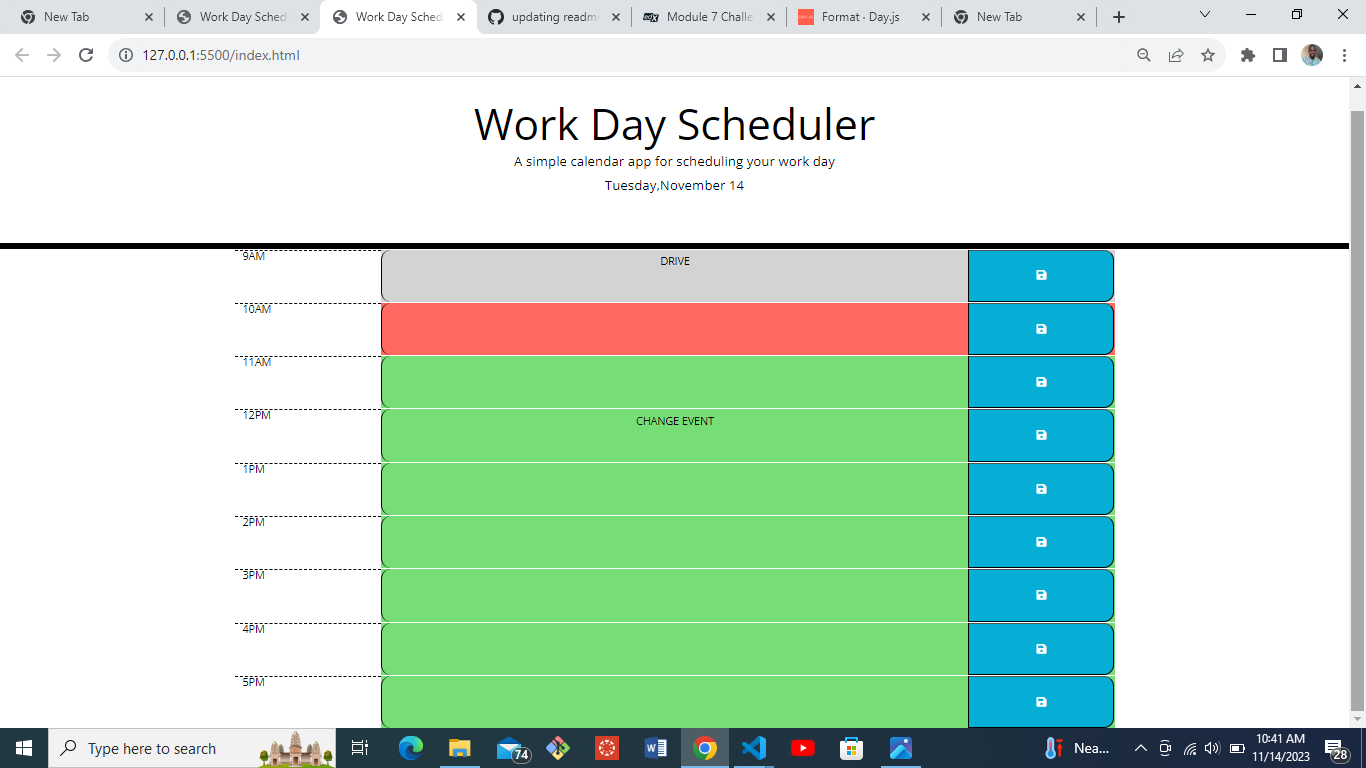 New Tab
Work Day Sched
Work Day Sched
updating readm
Module 7 Challe
Format · Day.js
New Tab
127.0.0.1:5500/index.html
Work Day Scheduler
A simple calendar app for scheduling your work day
Tuesday,November 14
9AM
DRIVE
10AM
11AM
12PM
CHANGE EVENT
1PM
2PM
3PM
4PM
5PM
Type here to search
74
W
Nea...
10:41 AM
11/14/2023
28